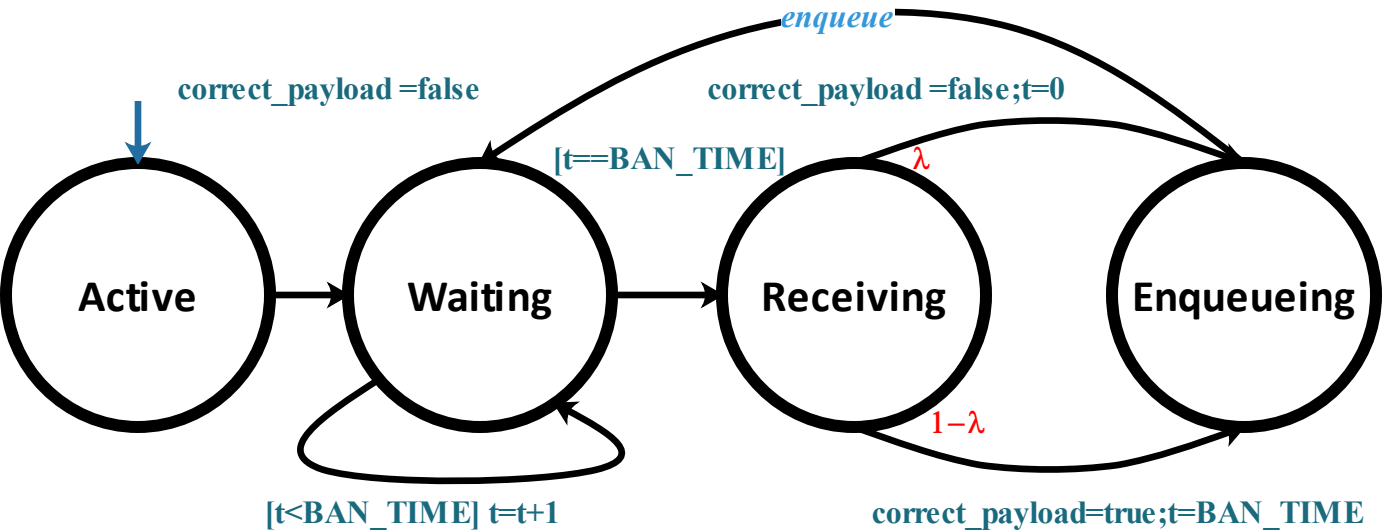 enqueue
correct_payload =false
correct_payload =false;t=0
[t==BAN_TIME]
λ
Active
Waiting
Receiving
Enqueueing
1−λ
[t<BAN_TIME] t=t+1
correct_payload=true;t=BAN_TIME